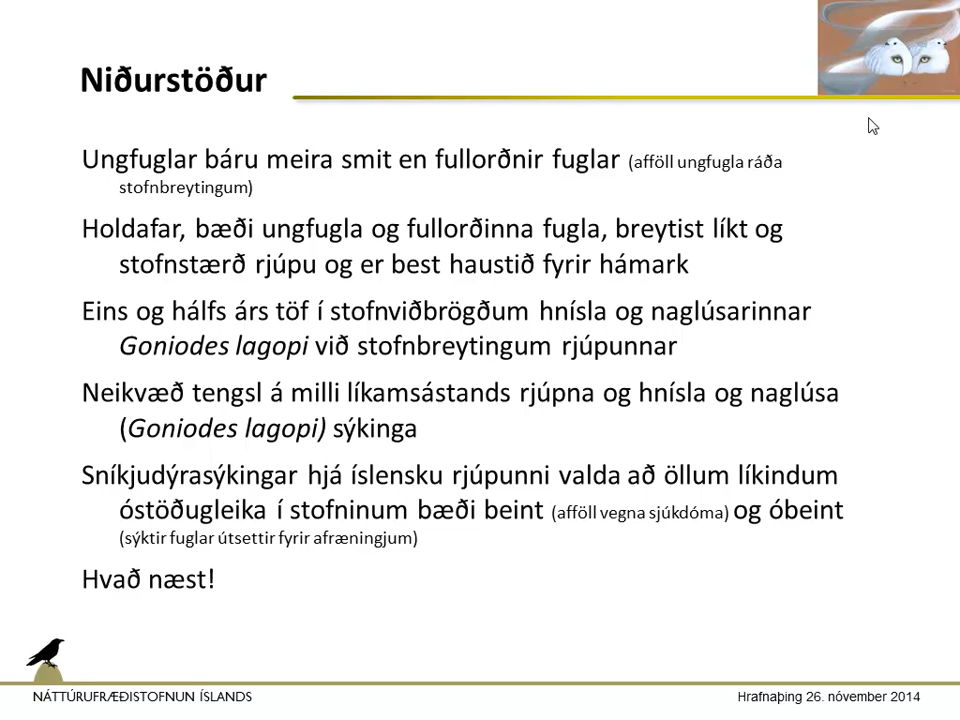 Niðurstöður
Ungfuglar báru meira smit en fullorðnir fuglar (afföll ungfugla ráða
stofnbreytingum)
Holdafar, bæði ungfugla og fullorðinna fugla, breytist líkt og
stofnstærð rjúpu og er best haustið fyrir hámark
Eins og hálfs árs töf í stofnviðbrögðum hnísla og naglúsarinnar
Goniodes lagopi við stofnbreytingum rjúpunnar
Neikvæð tengsl á milli líkamsástands rjúpna og hnísla og naglúsa
(Goniodes lagopi) sýkinga
Sníkjudýrasýkingar hjá íslensku rjúpunni valda að öllum líkindum
óstöðugleika í stofninum bæði beint (afföll vegna sjúkdóma) og óbeint
(sýktir fuglar útsettir fyrir afræningjum)
Hvað næst!
NÁTTÚRUFRÆÐISTOFNUN ÍSLANDS
Hrafnaþing 26. nóvember 2014